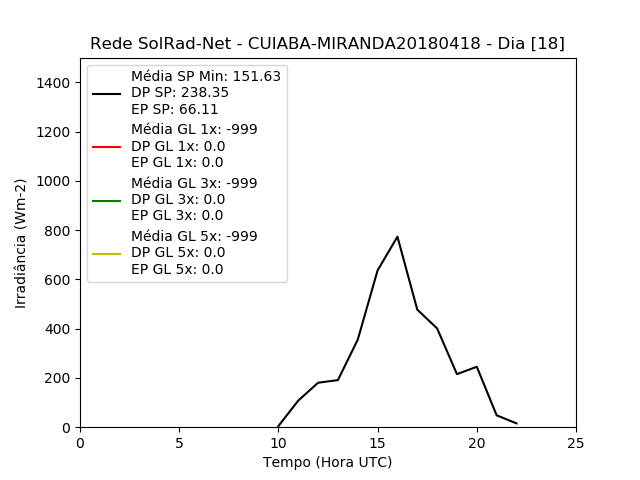 Rede SolRad-Net - CUIABA-MIRANDA20180418 - Dia [18]
Média SP Min: 151.63
DP SP: 238.35
EP SP: 66.11
Média GL 1x: -999
DP GL 1x: 0.0
EP GL 1x: 0.0
Média GL 3x: -999
DP GL 3x: 0.0
EP GL 3x: 0.0
Média GL 5x: -999
DP GL 5x: 0.0
EP GL 5x: 0.0
Irradiância (Wm-2)
1400
1200
1000
800
600
400
200
0
0 5 10 15 20 25
Tempo (Hora UTC)